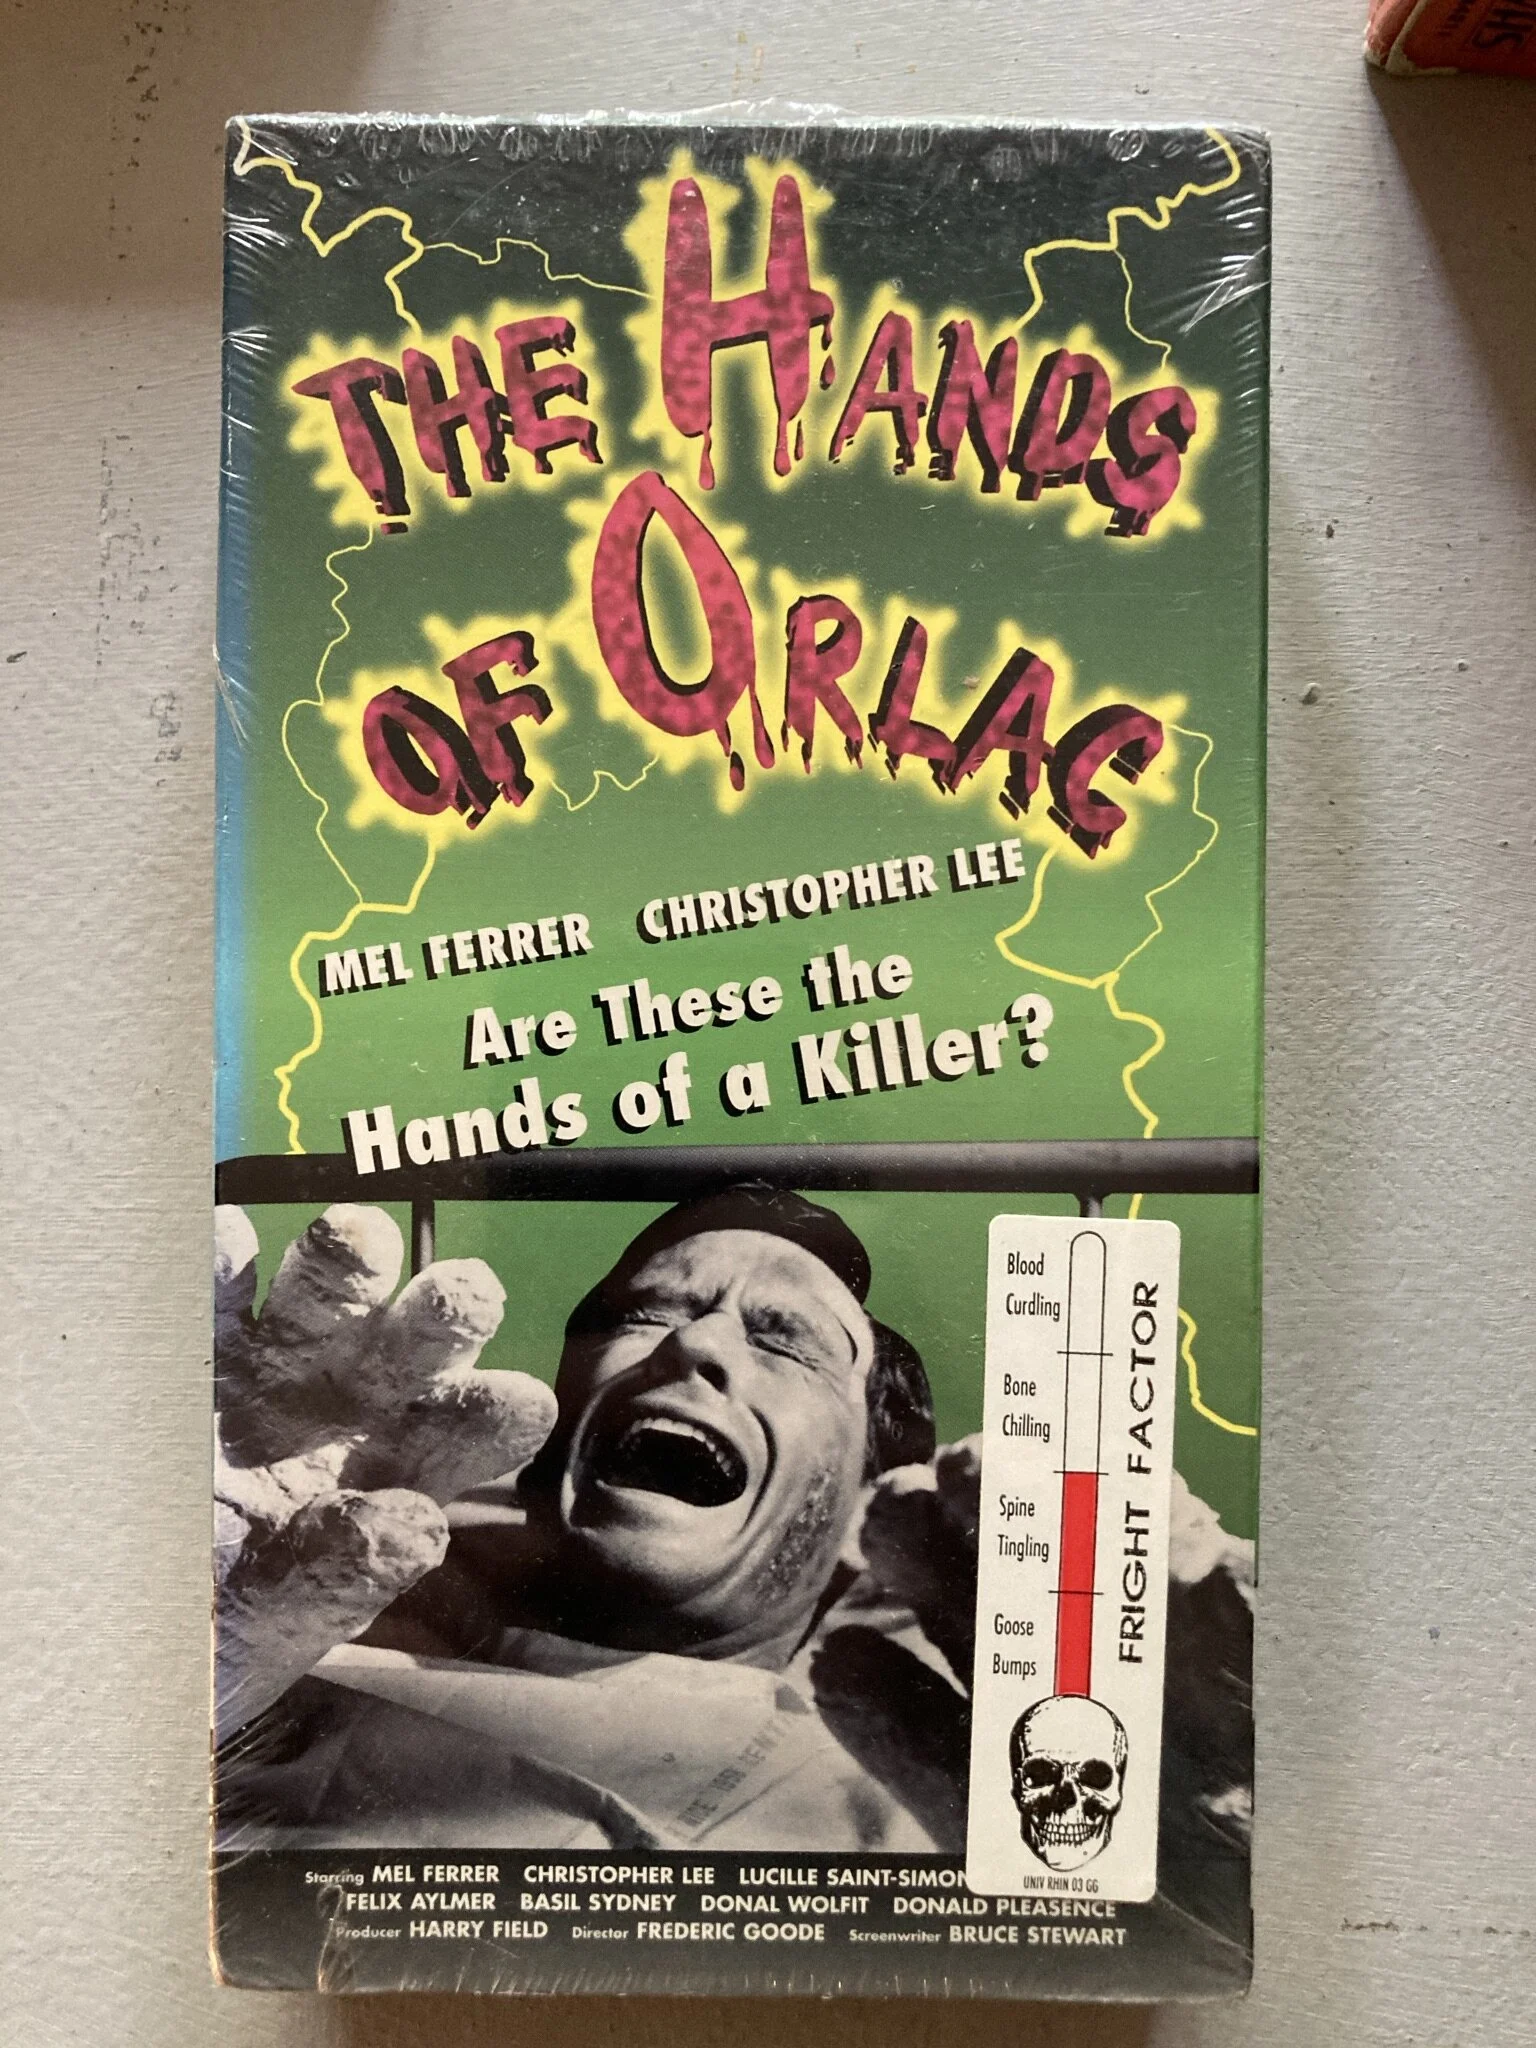 THE HANDS
OF ORLAC
MEL FERRER CHRISTOPHER LEE
Are These the
Hands of a Killer?
Blood
Curdling
Bone
Chilling
Spine
Tingling
Goose
Bumps
FRIGHT FACTOR
UNIV RHIN 03 GG
Starring MEL FERRER CHRISTOPHER LEE LUCILLE SAINT-SIMON
FELIX AYLMER BASIL SYDNEY DONAL WOLFIT DONALD PLEASENCE
Producer HARRY FIELD Director FREDERIC GOODE Screenwriter BRUCE STEWART